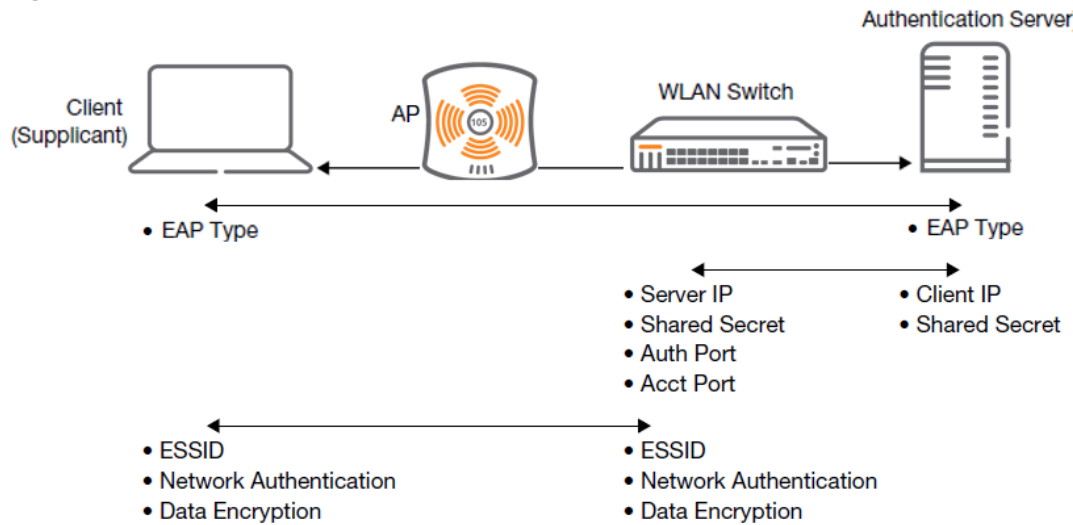 Authentication Server
Client
(Supplicant)
AP
105
WLAN Switch
• EAP Type
• EAP Type
• Server IP
• Shared Secret
• Auth Port
• Acct Port
• Client IP
• Shared Secret
• ESSID
• Network Authentication
• Data Encryption
• ESSID
• Network Authentication
• Data Encryption